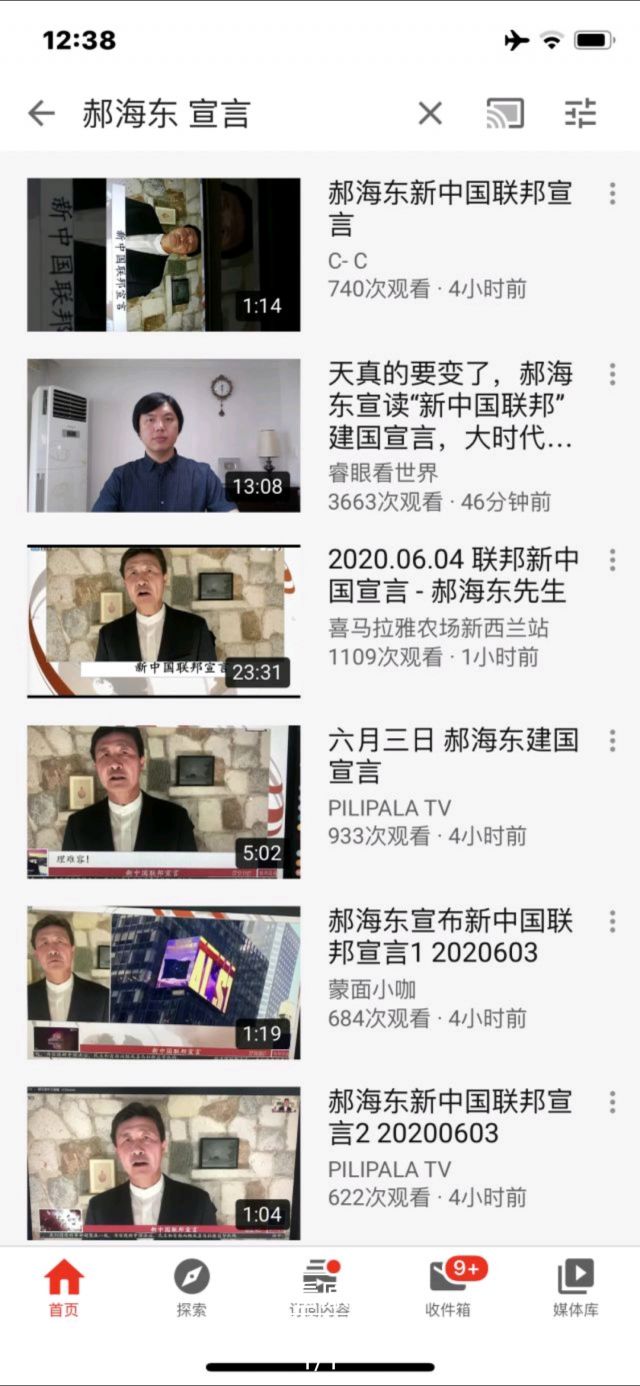 12:38
郝海东 宣言
新中国联邦
新中国联邦宣言
1:14
郝海东新中国联邦宣
言
C- C
740次观看 · 4小时前
13:08
天真的要变了，郝海
东宣读“新中国联邦”
建国宣言，大时代...
睿眼看世界
3663次观看 · 46分钟前
新中国联邦宣言
23:31
2020.06.04 联邦新中
国宣言 - 郝海东先生
喜马拉雅农场新西兰站
1109次观看 · 1小时前
理难容！
新中国联邦宣言
5:02
六月三日 郝海东建国
宣言
PILIPALA TV
933次观看 · 4小时前
新中国联邦宣言
1:19
郝海东宣布新中国联
邦宣言1 2020603
蒙面小咖
684次观看 · 4小时前
新中国联邦宣言
1:04
郝海东新中国联邦宣
言2 20200603
PILIPALA TV
622次观看 · 4小时前
9+
首页
探索
订阅内容
收件箱
媒体库
1/1